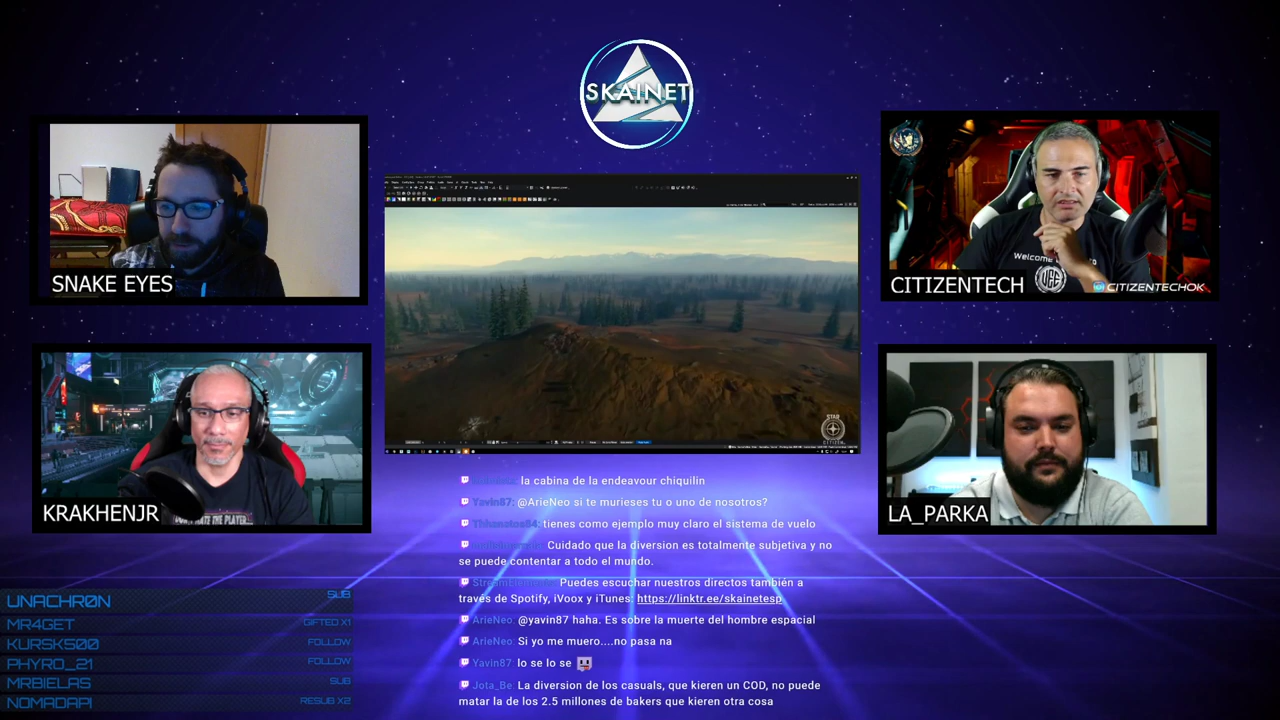 SKAINET
SNAKE EYES
Welcome
CITIZENTECH
CITIZENTECHOK
STAR
CITIZEN
KRAKHENJR
THE PLAYER
LA_PARKA
la cabina de la endeavour chiquilin
Yavin87: @ArieNeo si te murieses tu o uno de nosotros?
tienes como ejemplo muy claro el sistema de vuelo
Cuidado que la diversion es totalmente subjetiva y no
se puede contentar a todo el mundo.
Puedes escuchar nuestros directos también a
través de Spotify, iVoox y iTunes: https://linktr.ee/skainetesp
ArieNeo: @yavin87 haha. Es sobre la muerte del hombre espacial
ArieNeo: Si yo me muero....no pasa na
Yavin87 lo se lo se
Jota_Be: La diversion de los casuals, que kieren un COD, no puede
matar la de los 2.5 millones de bakers que kieren otra cosa
UNACHR0N SUB
MR4GET GIFTED X1
KURSK500 FOLLOW
PHYRO_21 FOLLOW
MRBIELAS SUB
NOMADAPI RESUB X2